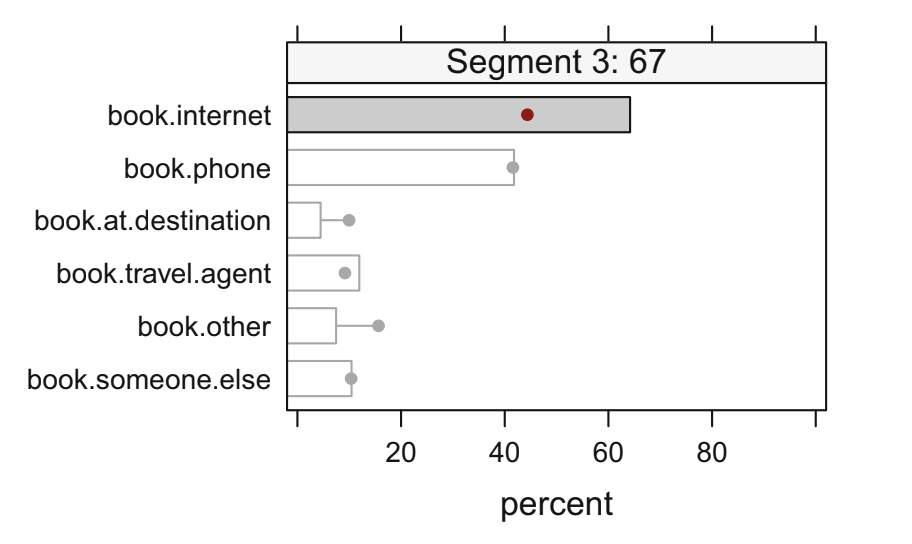 Segment 3: 67
book.internet
book.phone
book.at.destination
book.travel.agent
book.other
book.someone.else
20 40 60 80
percent